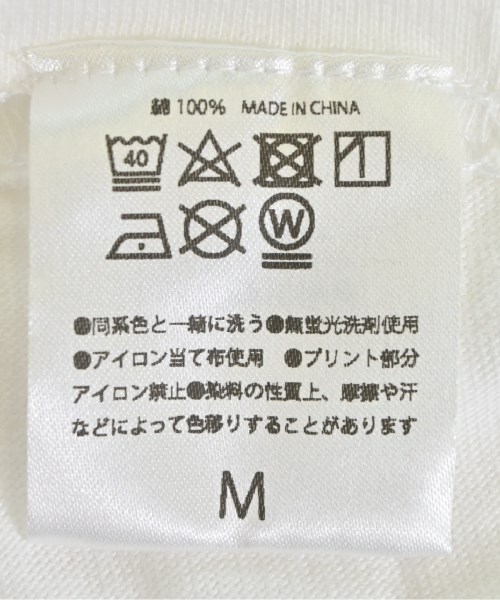 綿 100% MADE IN CHINA
40
W
●同系色と一緒に洗う●無蛍光洗剤使用
●アイロン当て布使用 ●プリント部分
アイロン禁止●染料の性質上、摩擦や汗
などによって色移りすることがあります
M